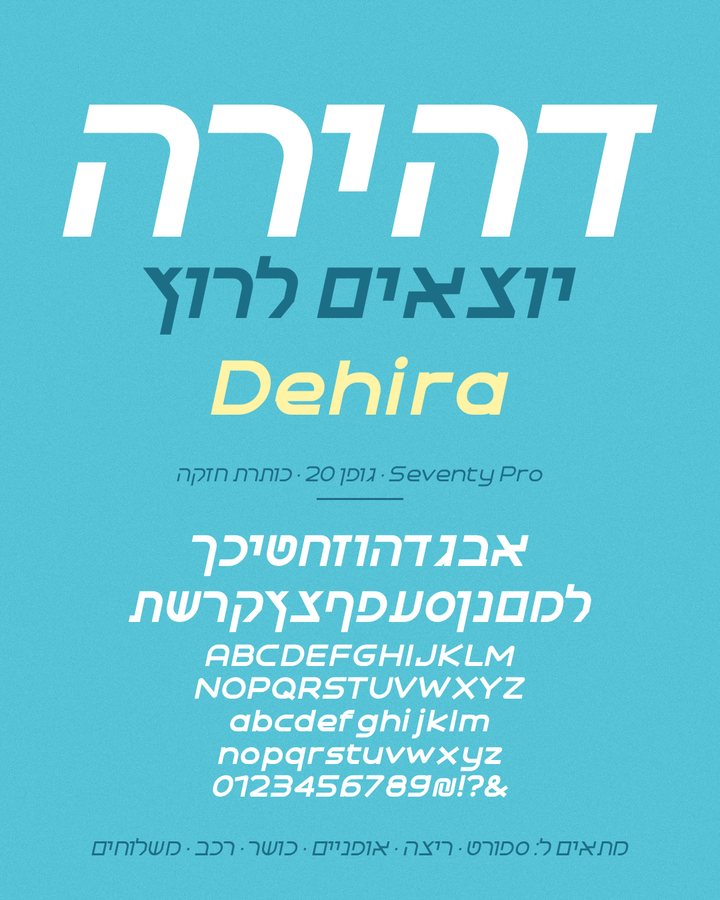 דהירה
יוצאים לרוץ
Dehira
כותרת חזקה · גופן 20 · Seventy Pro
אבגדהוזחטיכך
למםנןסעפףצץקרשת
ABCDEFGHIJKLM
NOPQRSTUVWXYZ
abcdefghijklm
nopqrstuvwxyz
0123456789₪!?&
מתאים ל: ספורט · ריצה · אופניים · כושר · רכב · משלוחים